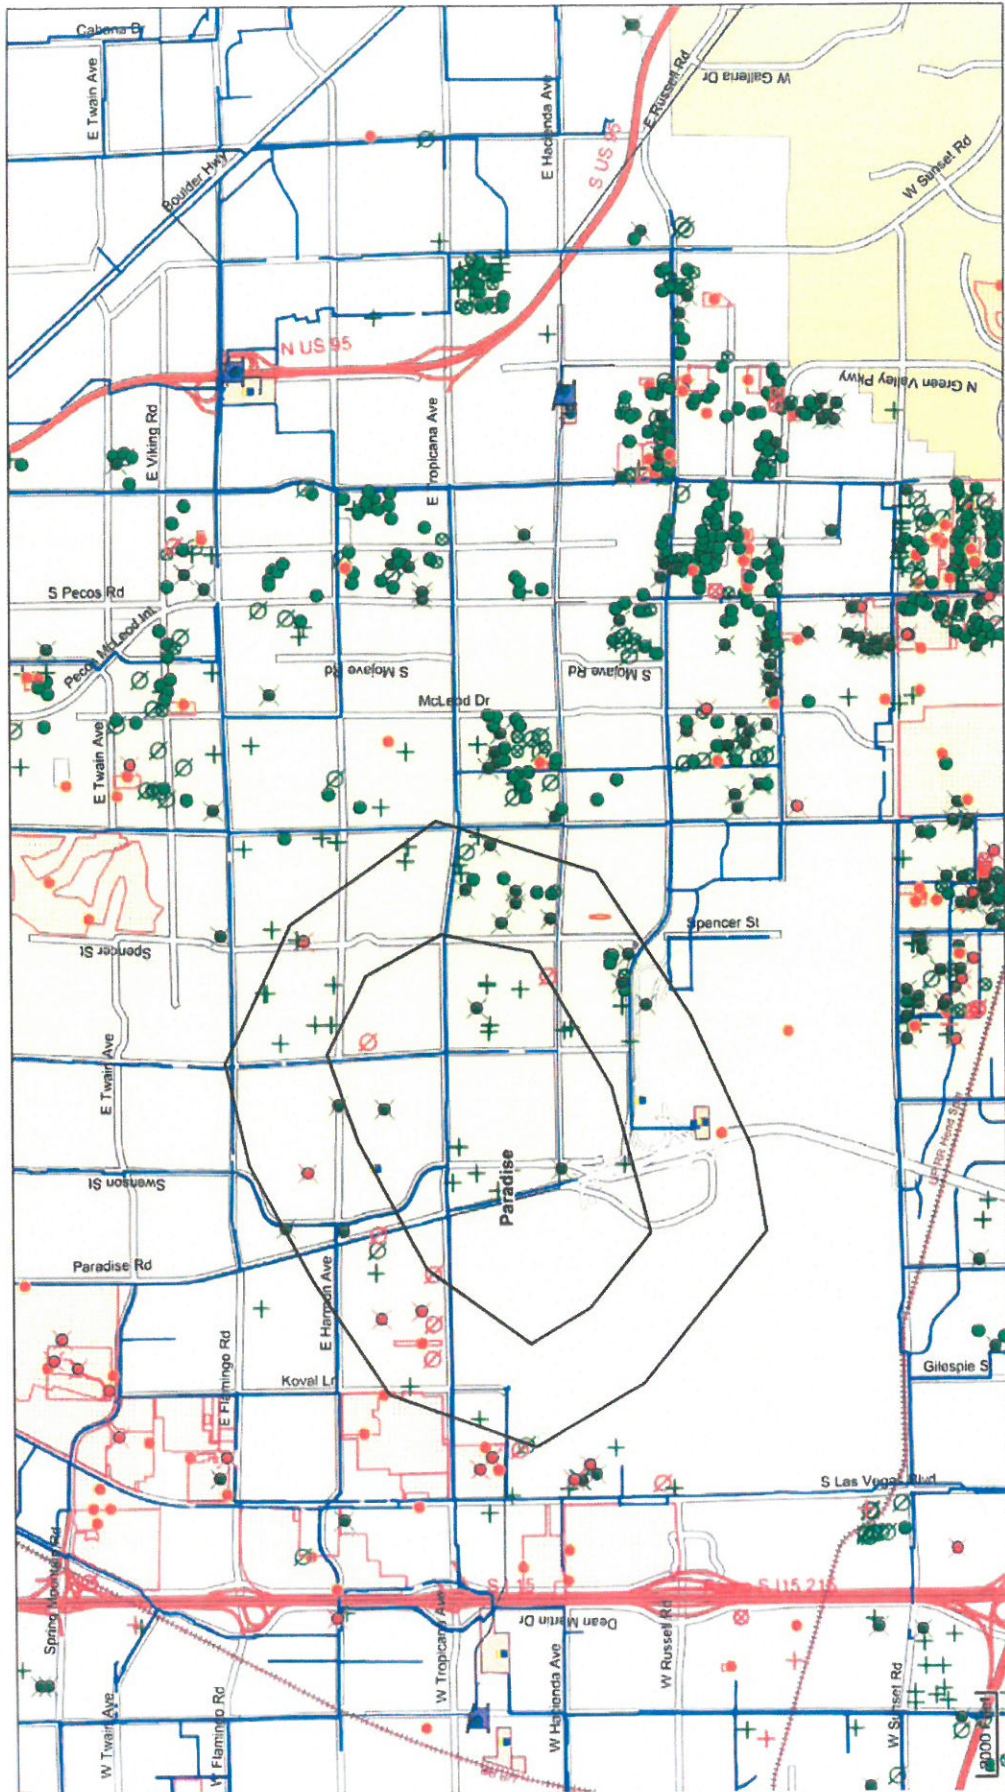 Cabana Dr
E Twain Ave
Boulder Hwy
E Hacienda Ave
E Russell Rd
W Galleria Dr
S US 95
W Sunset Rd
N US 95
E Viking Rd
E Tropicana Ave
N Green Valley Pkwy
S Pecos Rd
Pecos McLeod Int
S Mojave Rd
S Mojave Rd
McLeod Dr
E Twain Ave
Spencer St
Spencer St
E Twain Ave
Swenson St
Paradise
Paradise Rd
E Harmon Ave
E Flamingo Rd
Koval Ln
Gilespie S
S Las Vegas Blvd
Spring Mountain Rd
Dean Martin Dr
W Tropicana Ave
W Russell Rd
W Hacienda Ave
W Twain Ave
W Flamingo Rd
W Sunset Rd